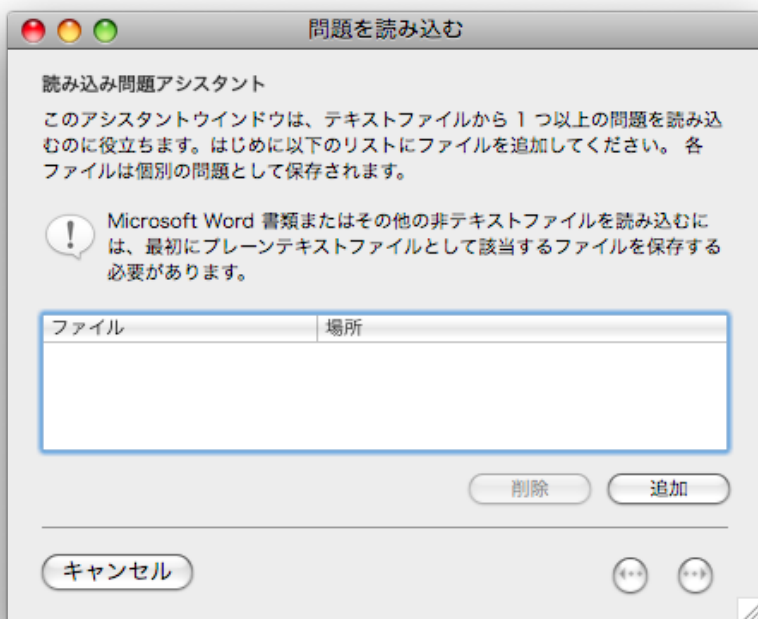 問題を読み込む
読み込み問題アシスタント
このアシスタントウインドウは、テキストファイルから 1 つ以上の問題を読み込
むのに役立ちます。はじめに以下のリストにファイルを追加してください。 各
ファイルは個別の問題として保存されます。
Microsoft Word 書類またはその他の非テキストファイルを読み込むに
は、最初にプレーンテキストファイルとして該当するファイルを保存する
必要があります。
ファイル 場所
削除 追加
キャンセル